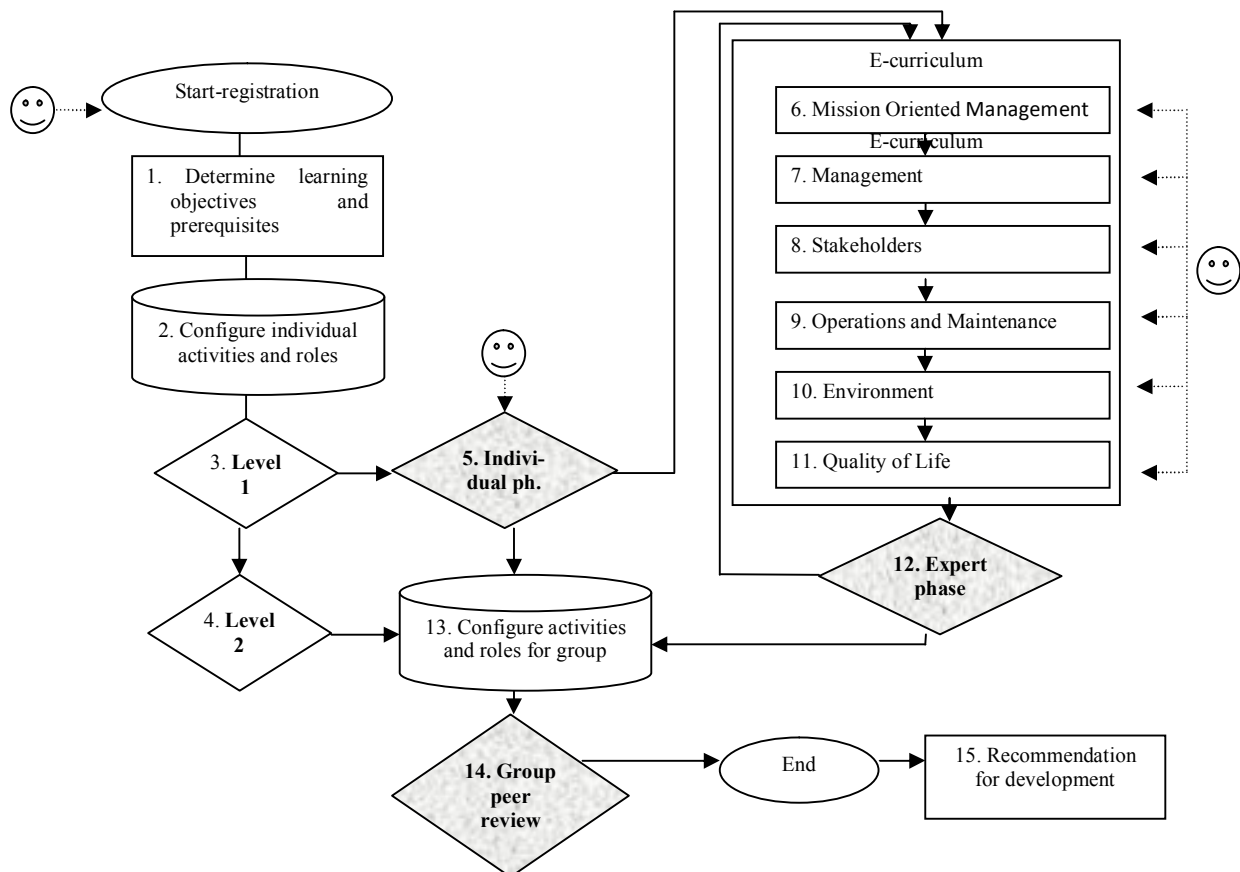 Start-registration
1. Determine learning
objectives and
prerequisites
2. Configure individual
activities and roles
3. Level
1
4. Level
2
5. Indivi-
dual ph.
E-curriculum
6. Mission Oriented Management
E-curriculum
7. Management
8. Stakeholders
9. Operations and Maintenance
10. Environment
11. Quality of Life
12. Expert
phase
13. Configure activities
and roles for group
14. Group
peer
review
End
15. Recommendation
for development